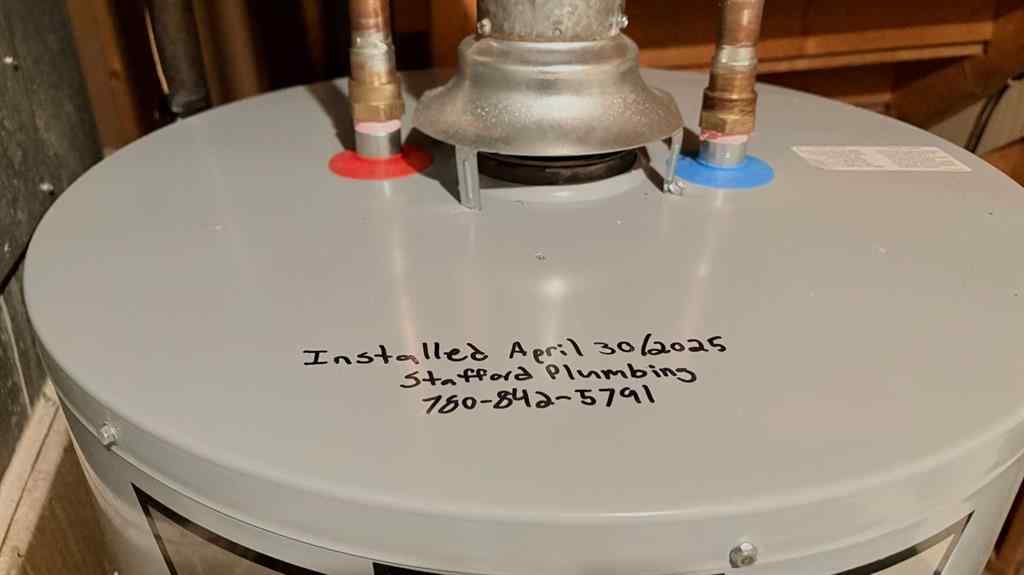 Installed April 30/2025
Stafford Plumbing
780-842-5791